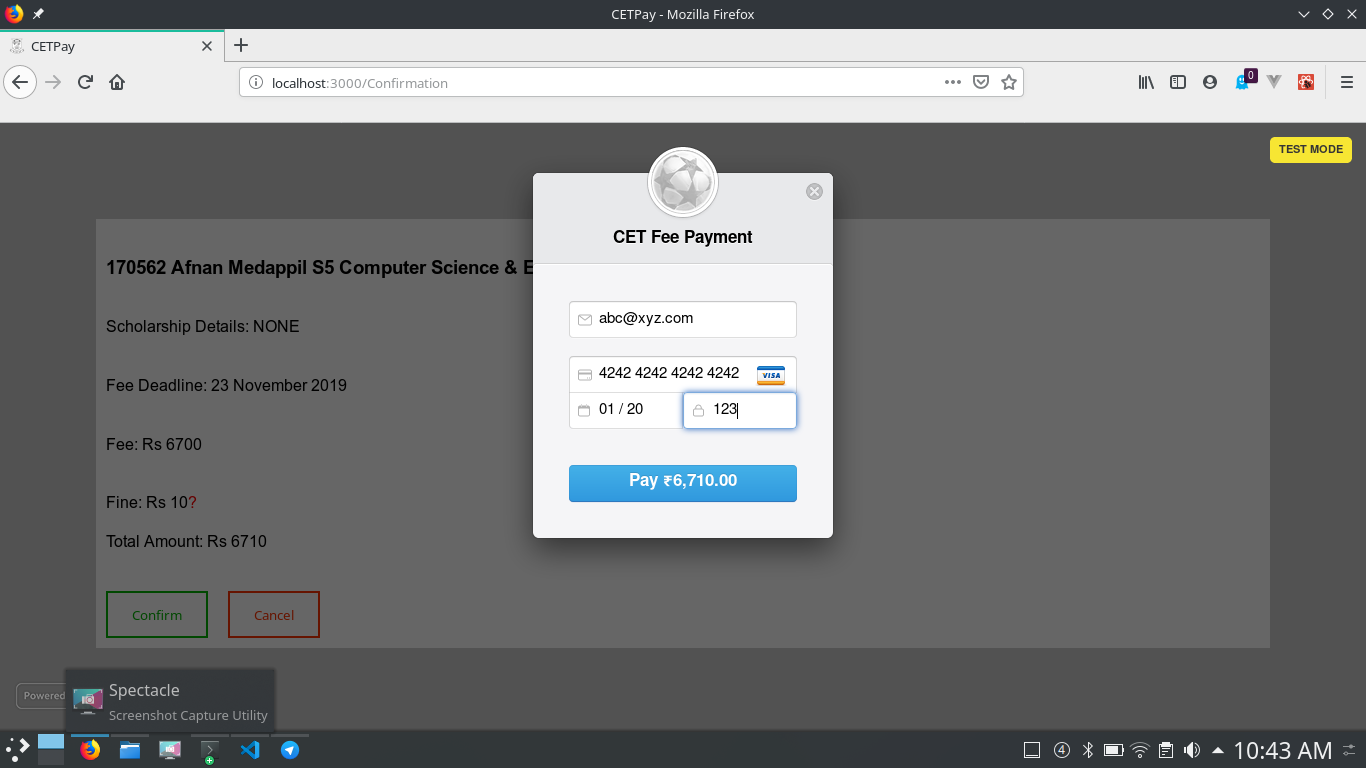 CETPay - Mozilla Firefox
CETPay
localhost:3000/Confirmation
0
TEST MODE
CET Fee Payment
170562 Afnan Medappil S5 Computer Science & E
abc@xyz.com
Scholarship Details: NONE
4242 4242 4242 4242 VISA
Fee Deadline: 23 November 2019
01 / 20 123
Fee: Rs 6700
Pay ₹6,710.00
Fine: Rs 10?
Total Amount: Rs 6710
Confirm Cancel
Powered
Spectacle
Screenshot Capture Utility
4 10:43 AM